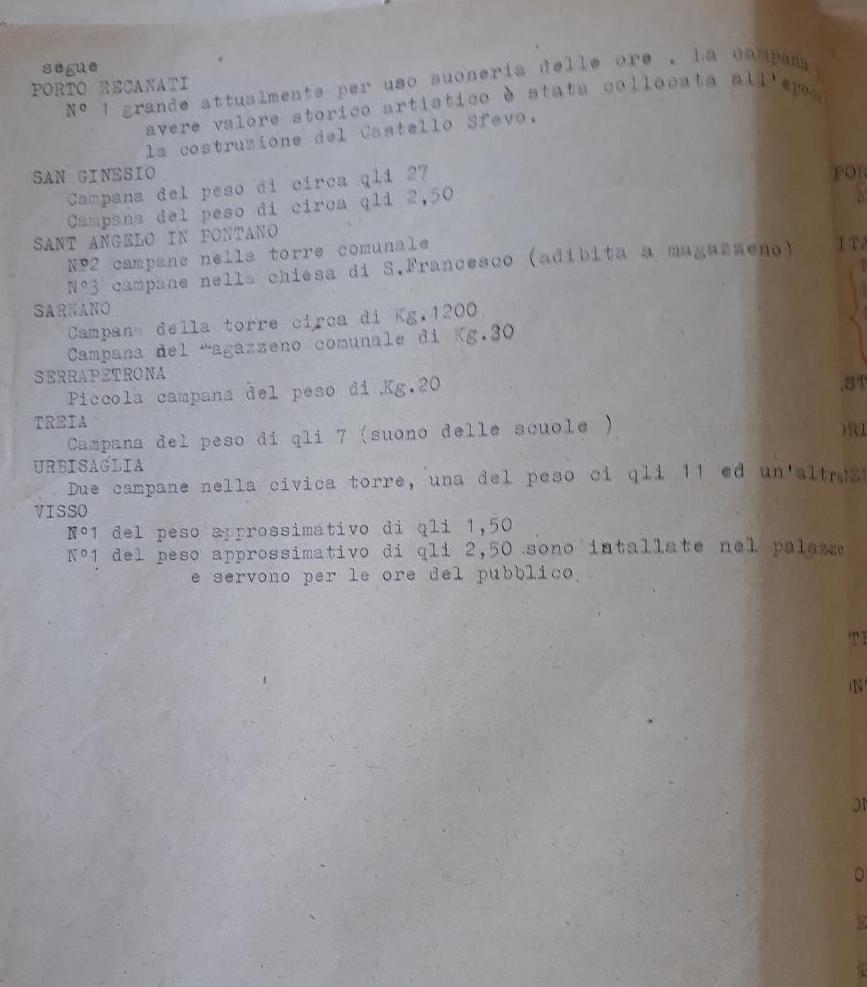 segue
PORTO RECANATI
Nº 1 grande attualmente per uso suoneria delle ore . La campana
avere valore storico artistico è stata collocata all'epoca
la costruzione del Castello Sfevo.
SAN GINESIO
Campana del peso di circa qli 27
Campana del peso di circa qli 2,50
SANT ANGELO IN PONTANO
Nº2 campane nella torre comunale
Nº3 campane nella chiesa di S.Francesco (adibita a magazzeno)
SARNANO
Campana della torre circa di Kg.1200
Campana del magazzeno comunale di Kg.30
SERRAPETRONA
Piccola campana del peso di Kg.20
TREIA
Campana del peso di qli 7 (suono delle scuole )
URBISAGLIA
Due campane nella civica torre, una del peso ci qli 11 ed un'altra
VISSO
Nº1 del peso approssimativo di qli 1,50
Nº1 del peso approssimativo di qli 2,50 sono intallate nel palazzo
e servono per le ore del pubblico.